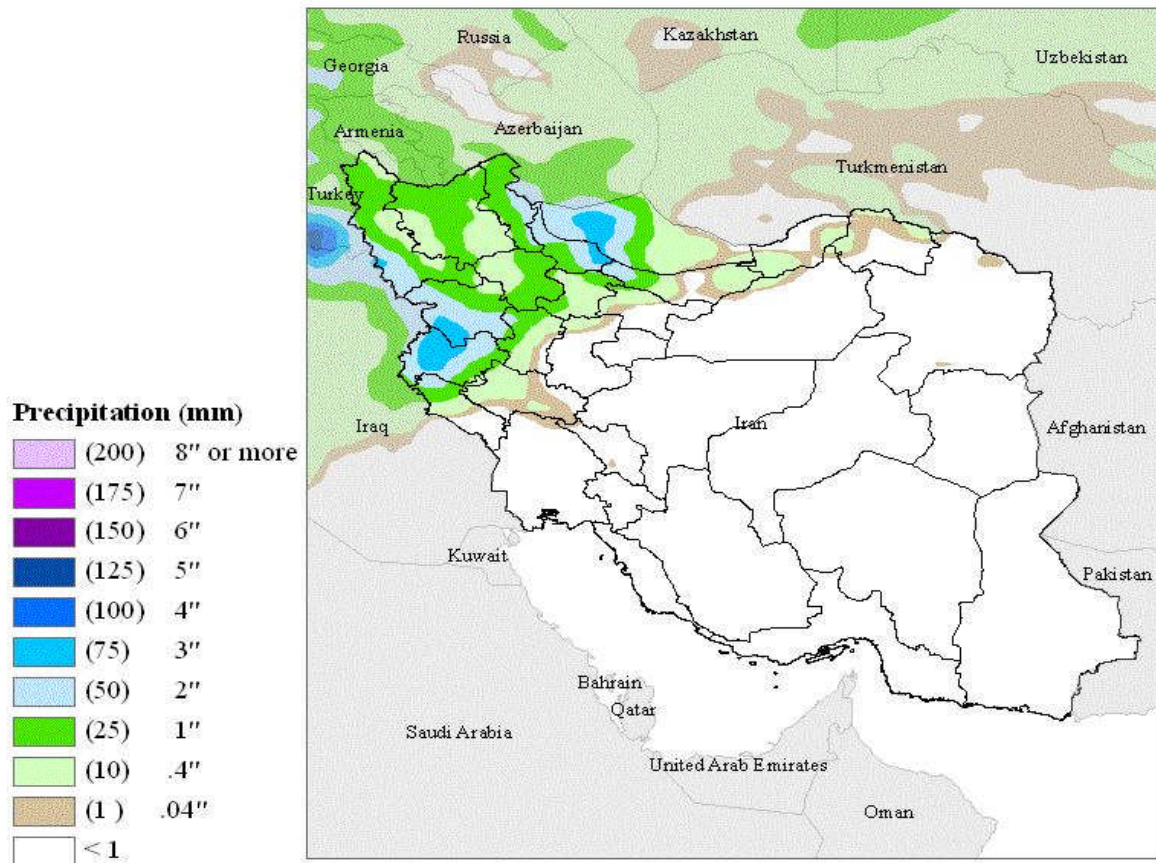 Russia
Kazakhstan
Georgia
Uzbekistan
Armenia
Azerbaijan
Turkmenistan
Turkey
Iraq
Iran
Afghanistan
Kuwait
Pakistan
Bahrain
Qatar
Saudi Arabia
United Arab Emirates
Oman
Precipitation (mm)
(200) 8" or more
(175) 7"
(150) 6"
(125) 5"
(100) 4"
(75) 3"
(50) 2"
(25) 1"
(10) .4"
(1 ) .04"
< 1